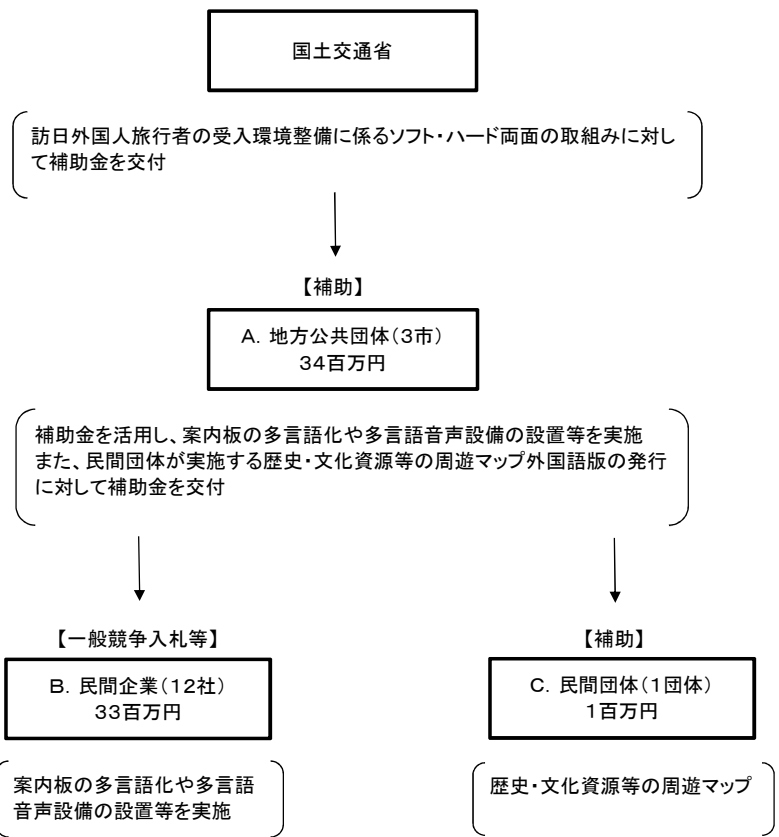 国土交通省
訪日外国人旅行者の受入環境整備に係るソフト・ハード両面の取組みに対し
て補助金を交付
【補助】
A．地方公共団体（３市）
３４百万円
補助金を活用し、案内板の多言語化や多言語音声設備の設置等を実施
また、民間団体が実施する歴史・文化資源等の周遊マップ外国語版の発行
に対して補助金を交付
【一般競争入札等】
B．民間企業（１２社）
３３百万円
案内板の多言語化や多言語
音声設備の設置等を実施
【補助】
C．民間団体（１団体）
１百万円
歴史・文化資源等の周遊マップ